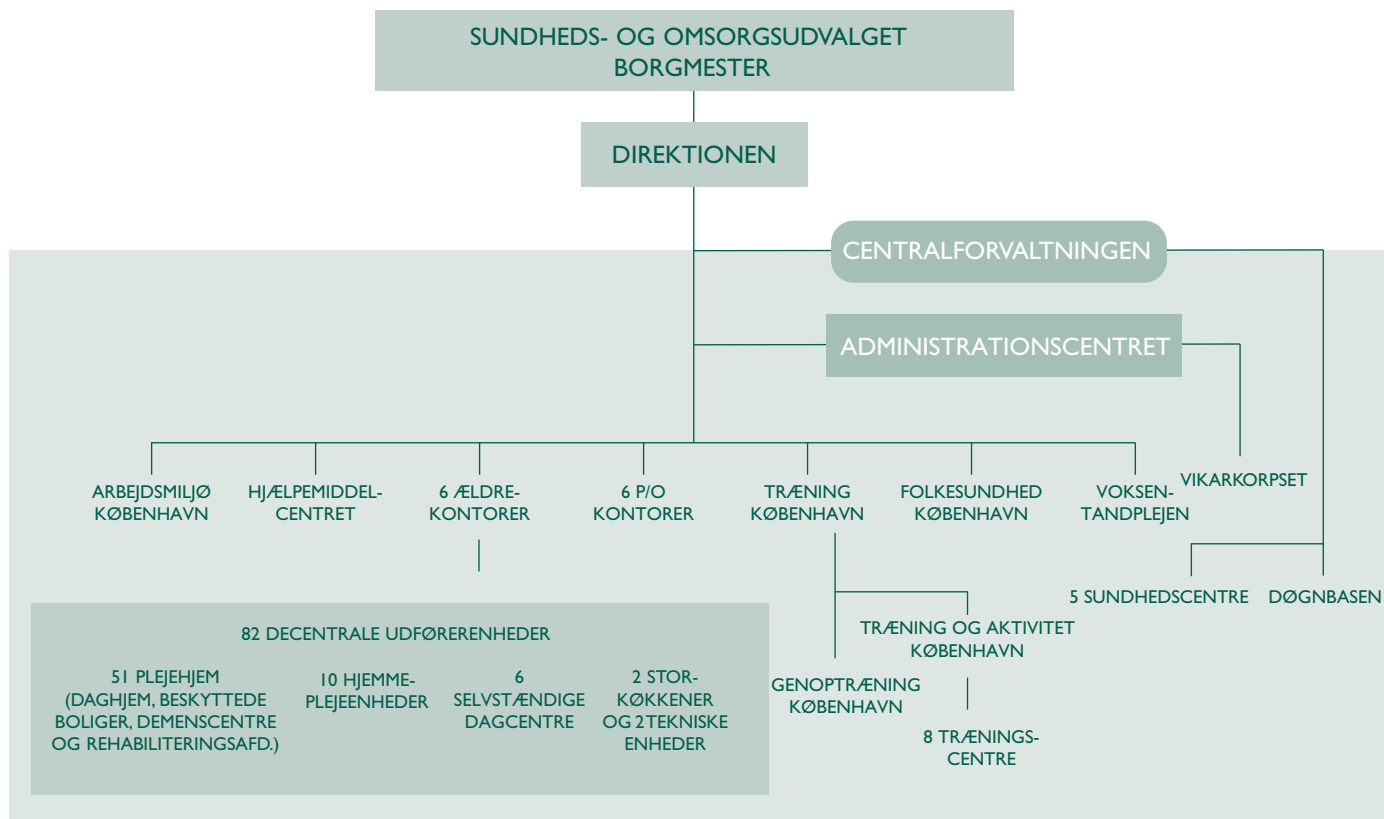 SUNDHEDS- OG OMSORGSUDVALGET
BORGMESTER
DIREKTIONEN
CENTRALFORVALTNINGEN
ADMINISTRATIONSCENTRET
ARBEJDSMILJØ
KØBENHAVN
HJÆLPEMIDDEL-
CENTRET
6 ÆLDRE-
KONTORER
6 P/O
KONTORER
TRÆNING
KØBENHAVN
FOLKESUNDHED
KØBENHAVN
VOKSEN-
TANDPLEJEN
VIKARKORPSET
5 SUNDHEDSCENTRE
DØGNBASEN
82 DECENTRALE UDFØRERENHEDER
51 PLEJEHJEM
(DAGHJEM, BESKYTTEDE
BOLIGER, DEMENSCENTRE
OG REHABILITERINGSAFD.)
10 HJEMME-
PLEJEENHEDER
6
SELVSTÆNDIGE
DAGCENTRE
2 STOR-
KØKKENER
OG 2TEKNISKE
ENHEDER
GENOPTRÆNING
KØBENHAVN
TRÆNING OG AKTIVITET
KØBENHAVN
8 TRÆNINGS-
CENTRE